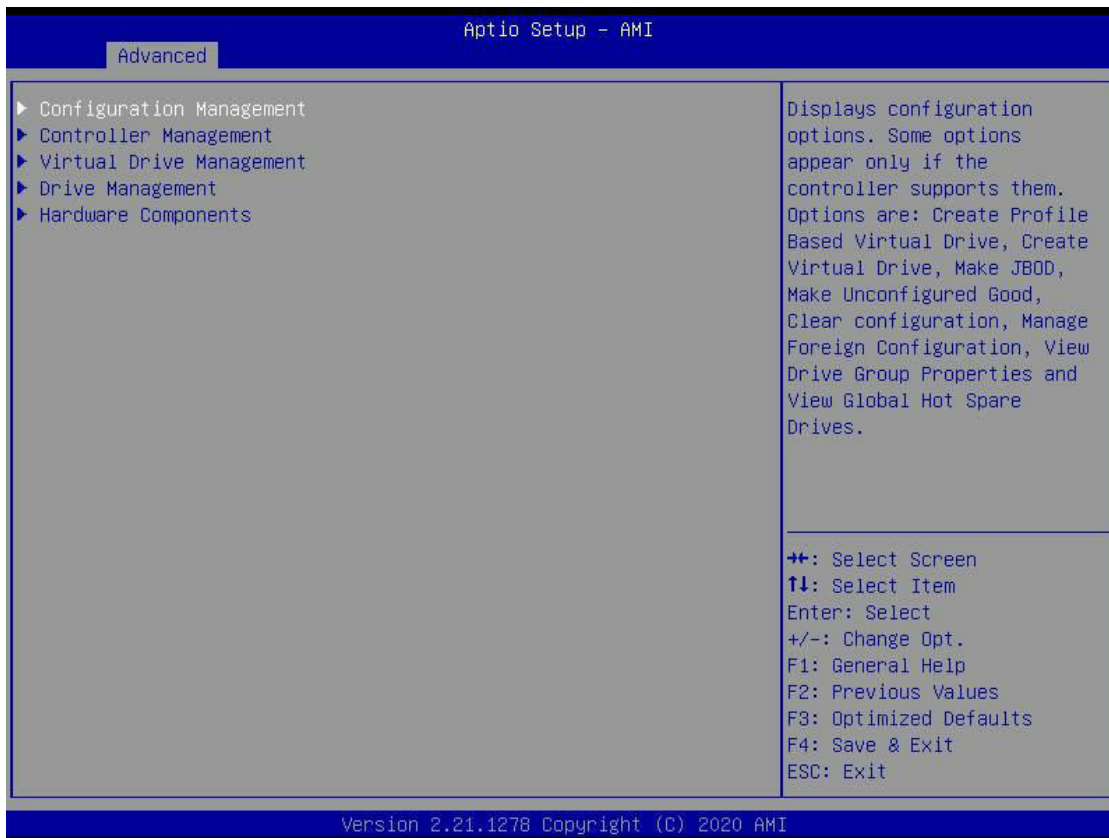 Aptio Setup – AMI
Advanced
▶ Configuration Management
▶ Controller Management
▶ Virtual Drive Management
▶ Drive Management
▶ Hardware Components
Displays configuration
options. Some options
appear only if the
controller supports them.
Options are: Create Profile
Based Virtual Drive, Create
Virtual Drive, Make JBOD,
Make Unconfigured Good,
Clear configuration, Manage
Foreign Configuration, View
Drive Group Properties and
View Global Hot Spare
Drives.
→←: Select Screen
↑↓: Select Item
Enter: Select
+/-: Change Opt.
F1: General Help
F2: Previous Values
F3: Optimized Defaults
F4: Save & Exit
ESC: Exit
Version 2.21.1278 Copyright (C) 2020 AMI